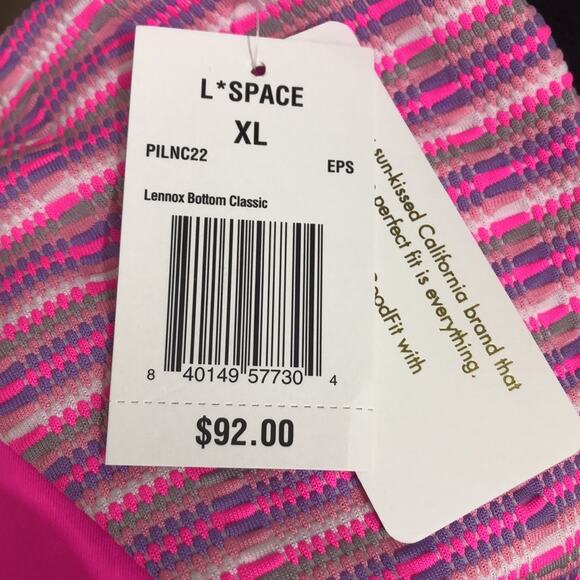 L*SPACE
XL
PILNC22 EPS
Lennox Bottom Classic
8 40149 57730 4
$92.00
sun-kissed California brand that
perfect fit is everything.
with